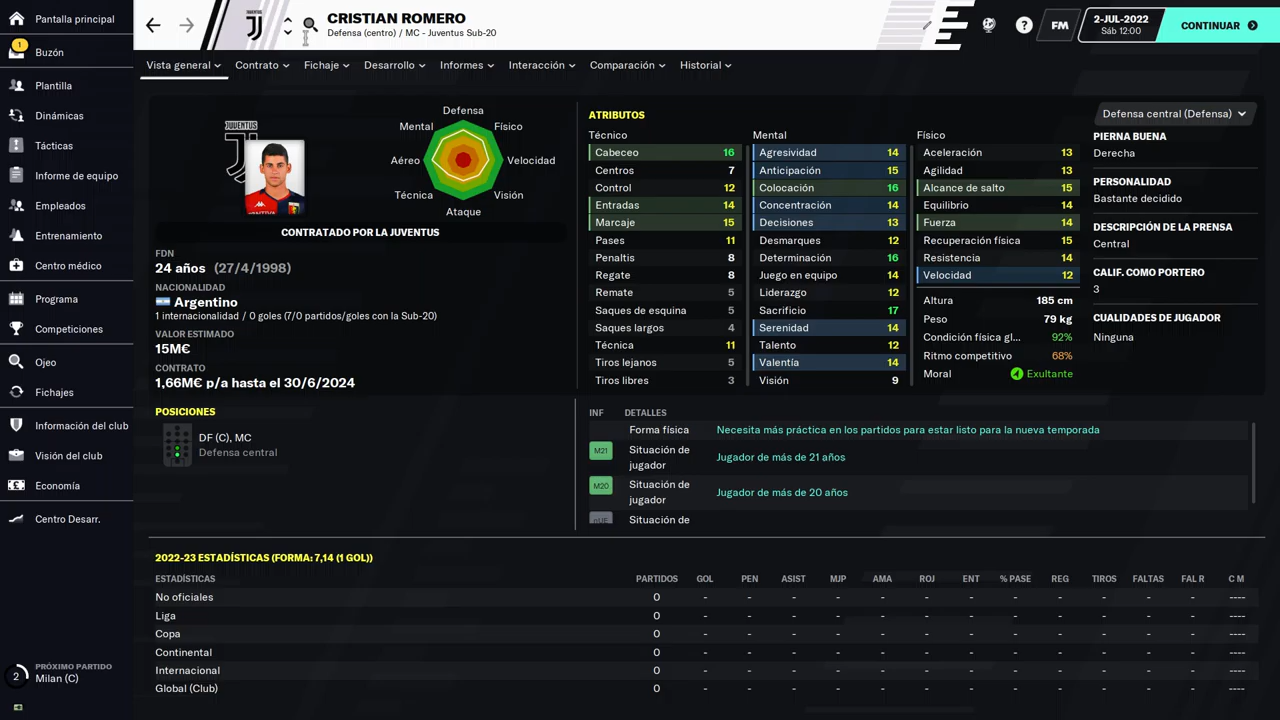 Pantalla principal
1
Buzón
Plantilla
Dinámicas
Tácticas
Informe de equipo
Empleados
Entrenamiento
Centro médico
Programa
Competiciones
Ojeo
Fichajes
Información del club
Visión del club
Economía
Centro Desarr.
PRÓXIMO PARTIDO
2
Milan (C)
CRISTIAN ROMERO
Defensa (centro) / MC - Juventus Sub-20
?
FM
2-JUL-2022
Sáb 12:00
CONTINUAR
Vista general
Contrato
Fichaje
Desarrollo
Informes
Interacción
Comparación
Historial
JUVENTUS
Defensa
Mental
Físico
Aéreo
Velocidad
Técnica
Visión
Ataque
CONTRATADO POR LA JUVENTUS
FDN
24 años (27/4/1998)
NACIONALIDAD
Argentino
1 internacionalidad / 0 goles (7/0 partidos/goles con la Sub-20)
VALOR ESTIMADO
15M€
CONTRATO
1,66M€ p/a hasta el 30/6/2024
ATRIBUTOS
Técnico
Cabeceo 16
Centros 7
Control 12
Entradas 14
Marcaje 15
Pases 11
Penaltis 8
Regate 8
Remate 5
Saques de esquina 5
Saques largos 4
Técnica 11
Tiros lejanos 5
Tiros libres 3
Mental
Agresividad 14
Anticipación 15
Colocación 16
Concentración 14
Decisiones 13
Desmarques 12
Determinación 16
Juego en equipo 14
Liderazgo 12
Sacrificio 17
Serenidad 14
Talento 12
Valentía 14
Visión 9
Físico
Aceleración 13
Agilidad 13
Alcance de salto 15
Equilibrio 14
Fuerza 14
Recuperación física 15
Resistencia 14
Velocidad 12
Altura 185 cm
Peso 79 kg
Condición física gl... 92%
Ritmo competitivo 68%
Moral Exultante
Defensa central (Defensa)
PIERNA BUENA
Derecha
PERSONALIDAD
Bastante decidido
DESCRIPCIÓN DE LA PRENSA
Central
CALIF. COMO PORTERO
3
CUALIDADES DE JUGADOR
Ninguna
POSICIONES
DF (C), MC
Defensa central
INF DETALLES
Forma física Necesita más práctica en los partidos para estar listo para la nueva temporada
M21 Situación de jugador Jugador de más de 21 años
M20 Situación de jugador Jugador de más de 20 años
Situación de
2022-23 ESTADÍSTICAS (FORMA: 7,14 (1 GOL))
ESTADÍSTICAS PARTIDOS GOL PEN ASIST MJP AMA ROJ ENT % PASE REG TIROS FALTAS FAL R C M
No oficiales 0 - - - - - - - - - - - - ----
Liga 0 - - - - - - - - - - - - ----
Copa 0 - - - - - - - - - - - - ----
Continental 0 - - - - - - - - - - - - ----
Internacional 0 - - - - - - - - - - - - ----
Global (Club) 0 - - - - - - - - - - - - ----